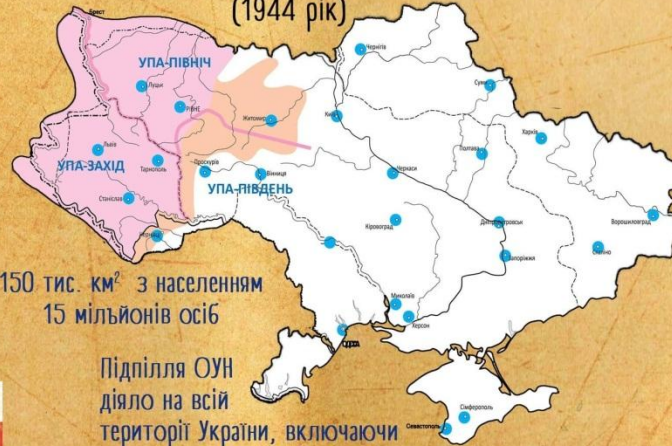 (1944 рік)
Брест
Чернігів
УПА-ПІВНІЧ
Луцьк
Суми
РІВНЕ
Житомир
Київ
Харків
Львів
Полтава
УПА-ЗАХІД
Тарнополь
Проскурів
Вінниця
Черкаси
УПА-ПІВДЕНЬ
Станіслав
Ворошиловград
Кіровоград
Дніпропетровськ
Чернівці
Сталіно
Запоріжжя
150 тис. км² з населенням
15 мільйонів осіб
Миколаїв
Херсон
Одеса
Підпілля ОУН
діяло на всій
території України, включаючи
Сімферополь
Севастополь